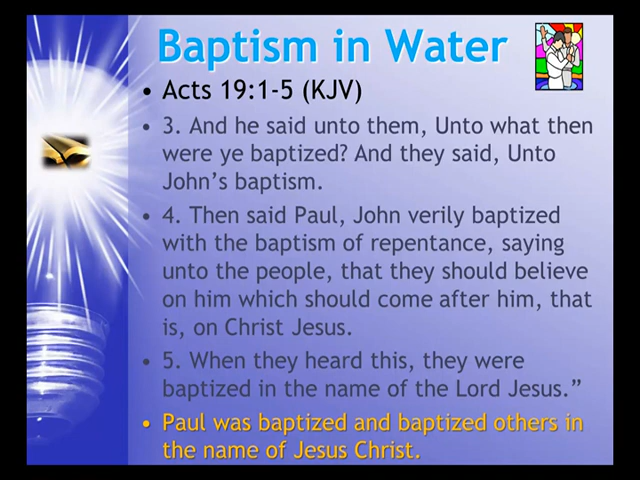 Baptism in Water
• Acts 19:1-5 (KJV)
• 3. And he said unto them, Unto what then
were ye baptized? And they said, Unto
John’s baptism.
• 4. Then said Paul, John verily baptized
with the baptism of repentance, saying
unto the people, that they should believe
on him which should come after him, that
is, on Christ Jesus.
• 5. When they heard this, they were
baptized in the name of the Lord Jesus.”
• Paul was baptized and baptized others in
the name of Jesus Christ.